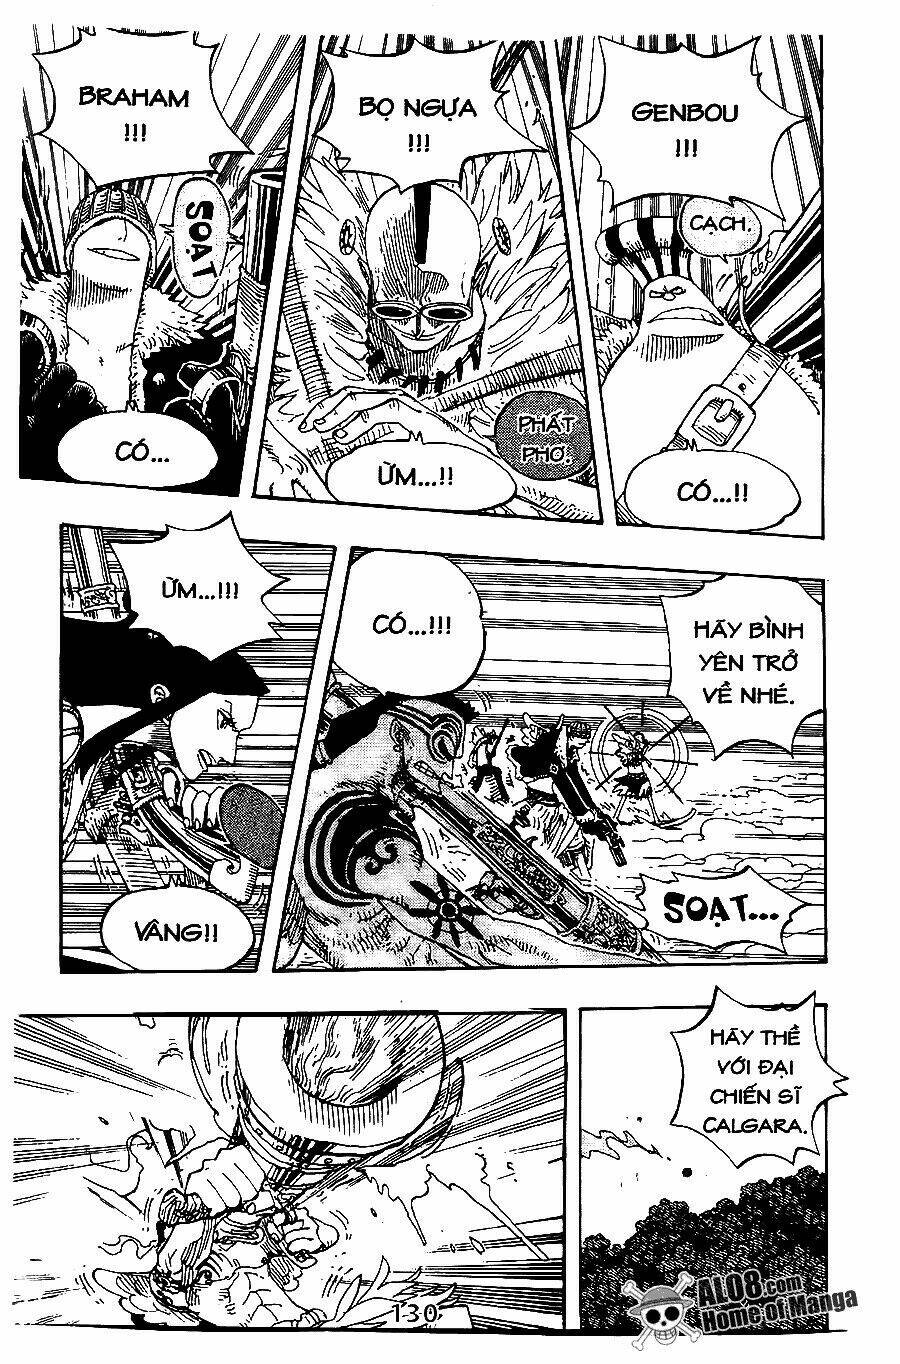 BRAHAM
!!!
SOẠT
CÓ...
BỌ NGỰA
!!!
PHẤT
PHƠ.
ỪM...!!
GENBOU
!!!
CẠCH.
CÓ...!!
ỪM...!!!
VÂNG!!
CÓ...!!!
HÃY BÌNH
YÊN TRỞ
VỀ NHÉ.
SOẠT...
HÃY THỀ
VỚI ĐẠI
CHIẾN SĨ
CALGARA.
130
ALO8.com
Home of Manga